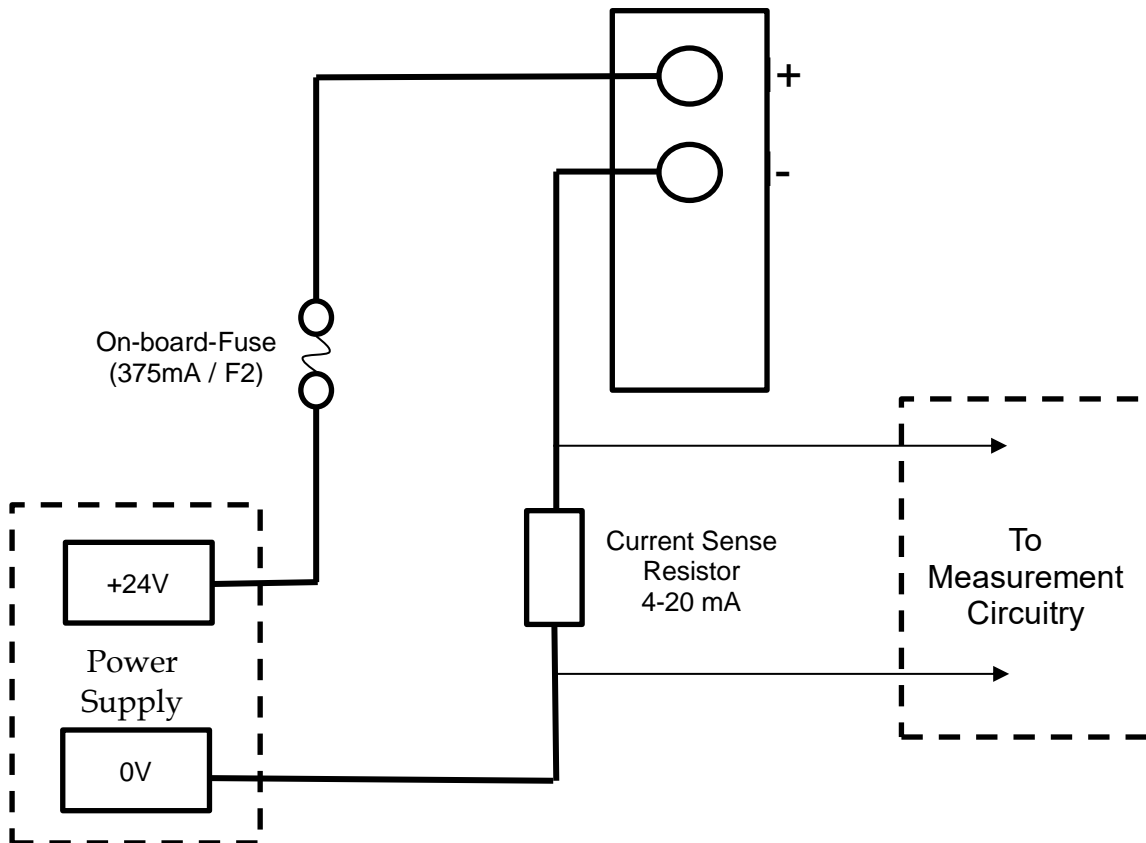 +
-
On-board-Fuse
(375mA / F2)
+24V
Power
Supply
0V
Current Sense
Resistor
4-20 mA
To
Measurement
Circuitry